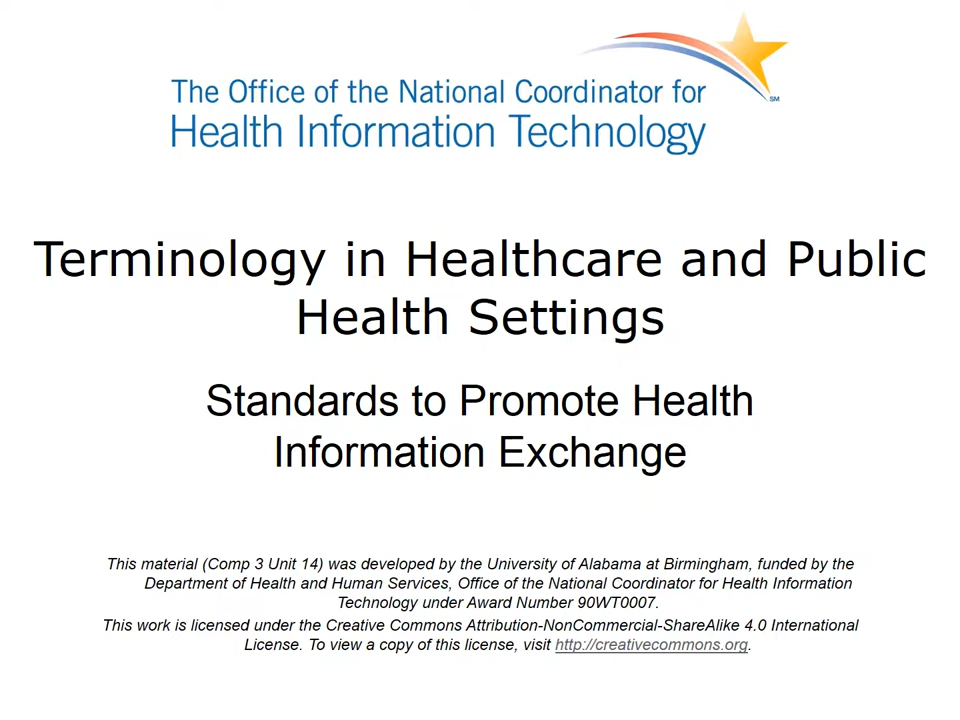 The Office of the National Coordinator for
Health Information Technology
SM
Terminology in Healthcare and Public
Health Settings
Standards to Promote Health
Information Exchange
This material (Comp 3 Unit 14) was developed by the University of Alabama at Birmingham, funded by the
Department of Health and Human Services, Office of the National Coordinator for Health Information
Technology under Award Number 90WT0007.
This work is licensed under the Creative Commons Attribution-NonCommercial-ShareAlike 4.0 International
License. To view a copy of this license, visit http://creativecommons.org.